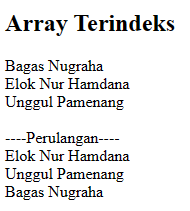 Array Terindeks
Bagas Nugraha
Elok Nur Hamdana
Unggul Pamenang
----Perulangan----
Elok Nur Hamdana
Unggul Pamenang
Bagas Nugraha